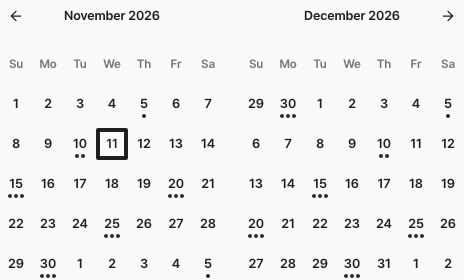 November 2026
Su Mo Tu We Th Fr Sa
1 2 3 4 5 6 7
8 9 10 11 12 13 14
15 16 17 18 19 20 21
22 23 24 25 26 27 28
29 30 1 2 3 4 5
December 2026
Su Mo Tu We Th Fr Sa
29 30 1 2 3 4 5
6 7 8 9 10 11 12
13 14 15 16 17 18 19
20 21 22 23 24 25 26
27 28 29 30 31 1 2